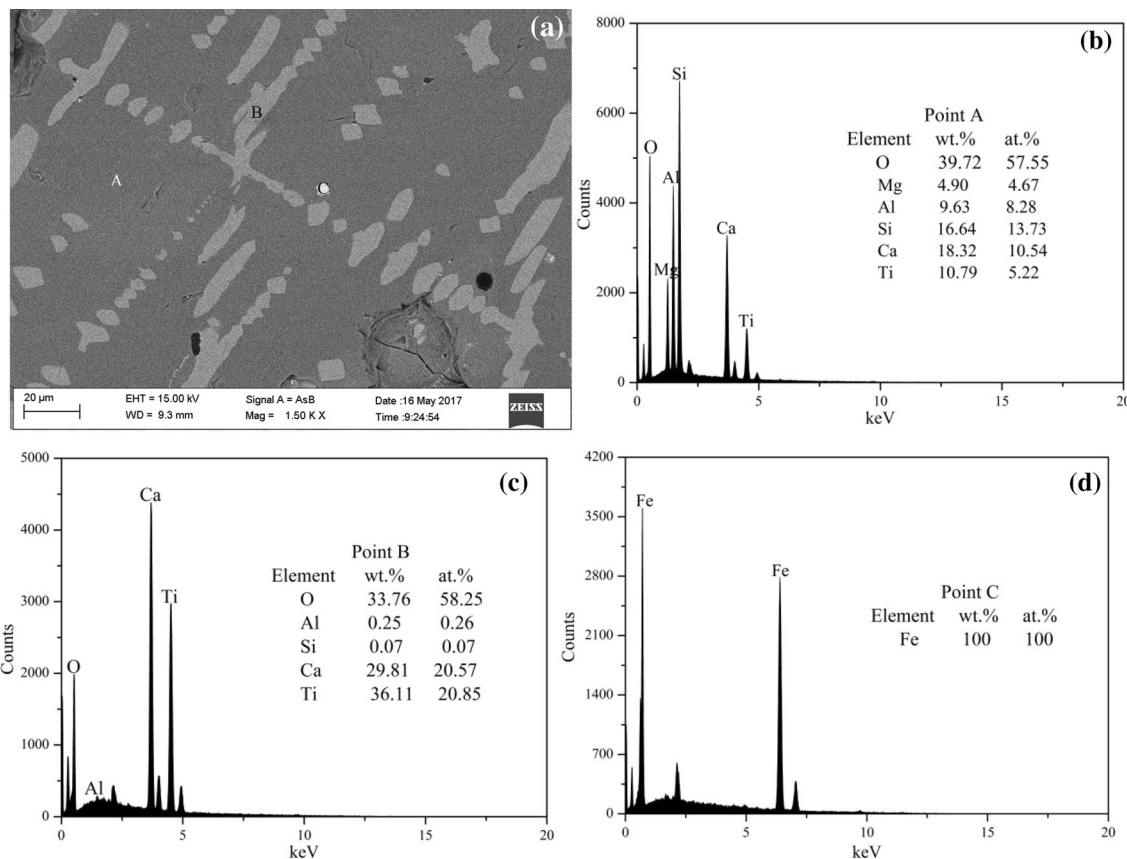 (a)
B
A
C
20 µm
EHT = 15.00 kV
Signal A = AsB
Date :16 May 2017
WD = 9.3 mm
Mag = 1.50 K X
Time :9:24:54
ZEISS
(b)
8000
6000
4000
2000
0
Counts
O
Mg
Al
Si
Ca
Ti
Point A
Element wt.% at.%
O 39.72 57.55
Mg 4.90 4.67
Al 9.63 8.28
Si 16.64 13.73
Ca 18.32 10.54
Ti 10.79 5.22
0 5 10 15 20
keV
(c)
5000
4000
3000
2000
1000
0
Counts
O
Al
Ca
Ti
Point B
Element wt.% at.%
O 33.76 58.25
Al 0.25 0.26
Si 0.07 0.07
Ca 29.81 20.57
Ti 36.11 20.85
0 5 10 15 20
keV
(d)
4200
3500
2800
2100
1400
700
0
Counts
Fe
Fe
Point C
Element wt.% at.%
Fe 100 100
0 5 10 15 20
keV